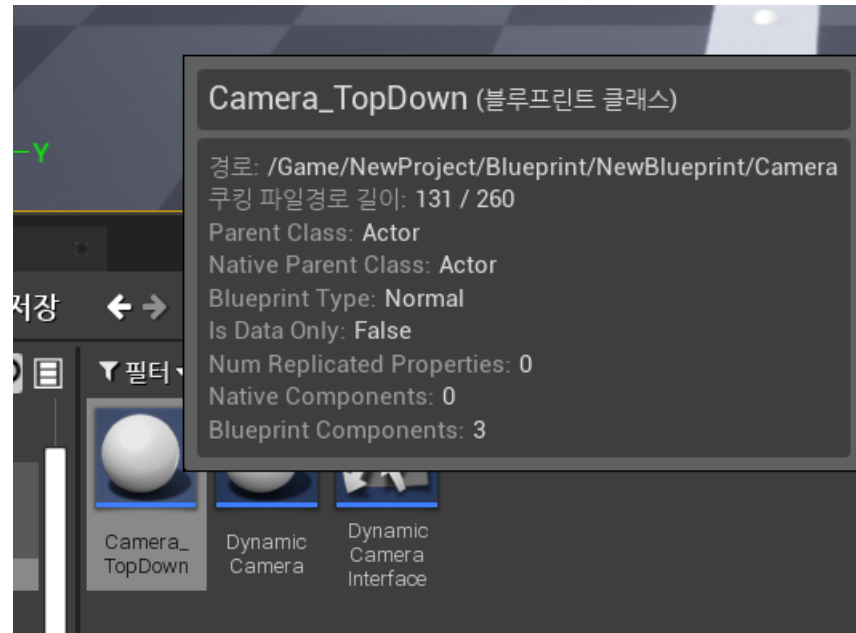 Camera_TopDown (블루프린트 클래스)
-Y
경로: /Game/NewProject/Blueprint/NewBlueprint/Camera
쿠킹 파일경로 길이: 131 / 260
Parent Class: Actor
Native Parent Class: Actor
Blueprint Type: Normal
Is Data Only: False
Num Replicated Properties: 0
Native Components: 0
Blueprint Components: 3
저장
필터
Camera_
TopDown
Dynamic
Camera
Dynamic
Camera
Interface